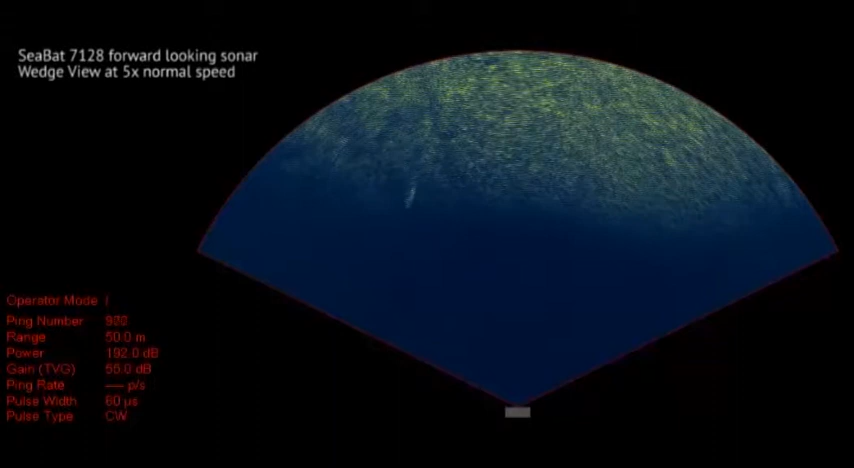 SeaBat 7128 forward looking sonar
Wedge View at 5x normal speed
Operator Mode I
Ping Number 920
Range 50.0 m
Power 192.0 dB
Gain (TVG) 55.0 dB
Ping Rate --- p/s
Pulse Width 60 µs
Pulse Type CW